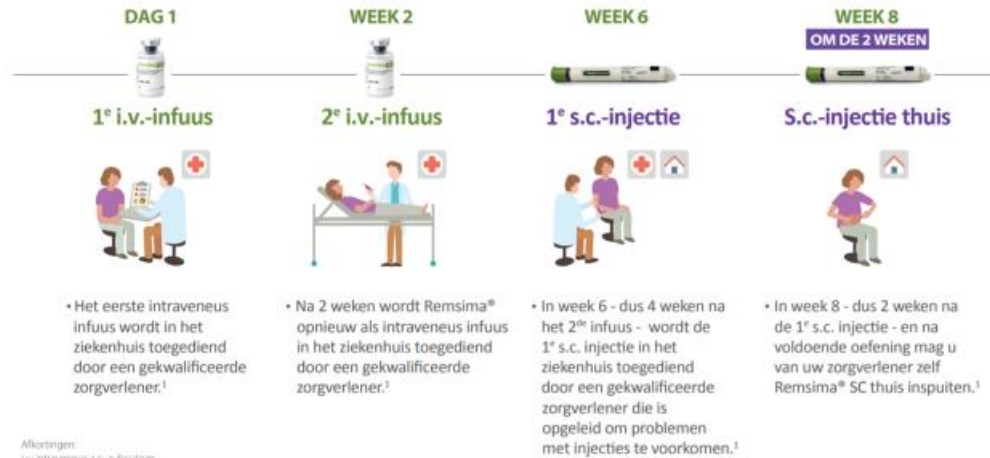 DAG 1
1e i.v.-infuus
• Het eerste intraveneus
infuus wordt in het
ziekenhuis toegediend
door een gekwalificeerde
zorgverlener.1
WEEK 2
2e i.v.-infuus
• Na 2 weken wordt Remsima®
opnieuw als intraveneus infuus
in het ziekenhuis toegediend
door een gekwalificeerde
zorgverlener.1
WEEK 6
1e s.c.-injectie
• In week 6 - dus 4 weken na
het 2de infuus - wordt de
1e s.c. injectie in het
ziekenhuis toegediend
door een gekwalificeerde
zorgverlener die is
opgeleid om problemen
met injecties te voorkomen.1
WEEK 8
OM DE 2 WEKEN
S.c.-injectie thuis
• In week 8 - dus 2 weken na
de 1e s.c. injectie - en na
voldoende oefening mag u
van uw zorgverlener zelf
Remsima® SC thuis inspuiten.1
Afkortingen: